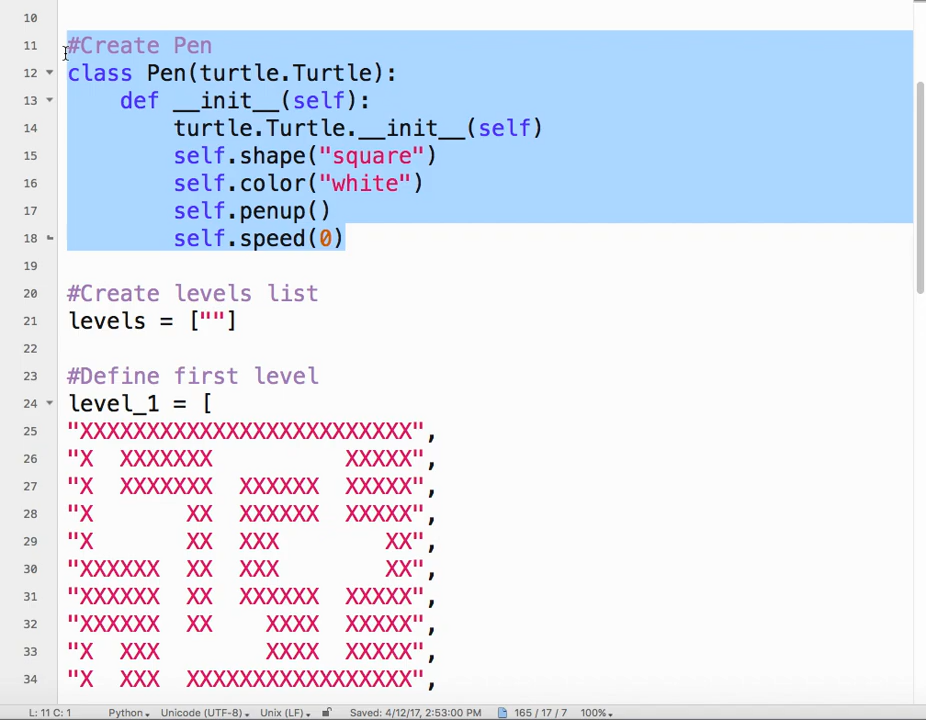 10
11 #Create Pen
12 class Pen(turtle.Turtle):
13     def __init__(self):
14         turtle.Turtle.__init__(self)
15         self.shape("square")
16         self.color("white")
17         self.penup()
18         self.speed(0)
19
20 #Create levels list
21 levels = [""]
22
23 #Define first level
24 level_1 = [
25 "XXXXXXXXXXXXXXXXXXXXXXXXX",
26 "X  XXXXXXX          XXXXX",
27 "X  XXXXXXX  XXXXXX  XXXXX",
28 "X       XX  XXXXXX  XXXXX",
29 "X       XX  XXX        XX",
30 "XXXXXX  XX  XXX        XX",
31 "XXXXXX  XX  XXXXXX  XXXXX",
32 "XXXXXX  XX    XXXX  XXXXX",
33 "X  XXX        XXXX  XXXXX",
34 "X  XXX  XXXXXXXXXXXXXXXXX",
L: 11 C: 1 Python Unicode (UTF-8) Unix (LF) Saved: 4/12/17, 2:53:00 PM 165 / 17 / 7 100%